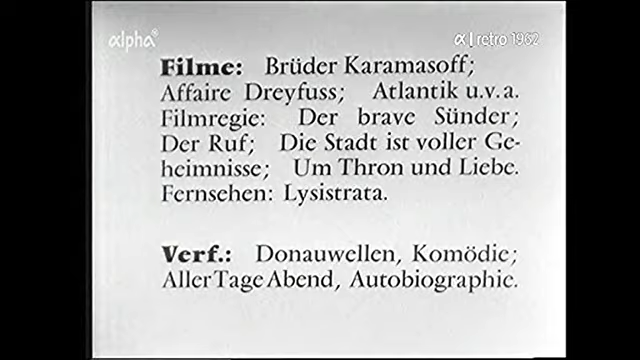 alpha®
α|retro 1962
Filme: Brüder Karamasoff;
Affaire Dreyfuss; Atlantik u.v.a.
Filmregie: Der brave Sünder;
Der Ruf; Die Stadt ist voller Ge-
heimnisse; Um Thron und Liebe.
Fernsehen: Lysistrata.
Verf.: Donauwellen, Komödie;
Aller Tage Abend, Autobiographie.